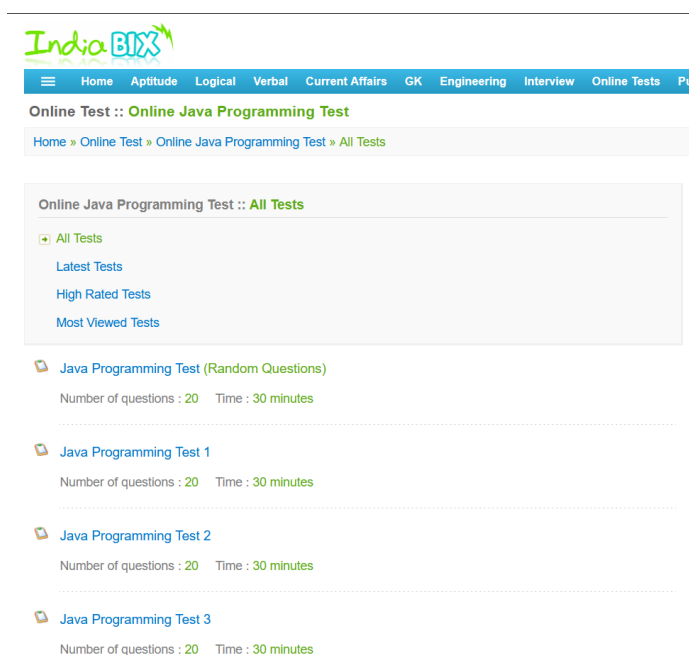 India BIX
Home Aptitude Logical Verbal Current Affairs GK Engineering Interview Online Tests
Online Test :: Online Java Programming Test
Home » Online Test » Online Java Programming Test » All Tests
Online Java Programming Test :: All Tests
All Tests
Latest Tests
High Rated Tests
Most Viewed Tests
Java Programming Test (Random Questions)
Number of questions : 20 Time : 30 minutes
Java Programming Test 1
Number of questions : 20 Time : 30 minutes
Java Programming Test 2
Number of questions : 20 Time : 30 minutes
Java Programming Test 3
Number of questions : 20 Time : 30 minutes